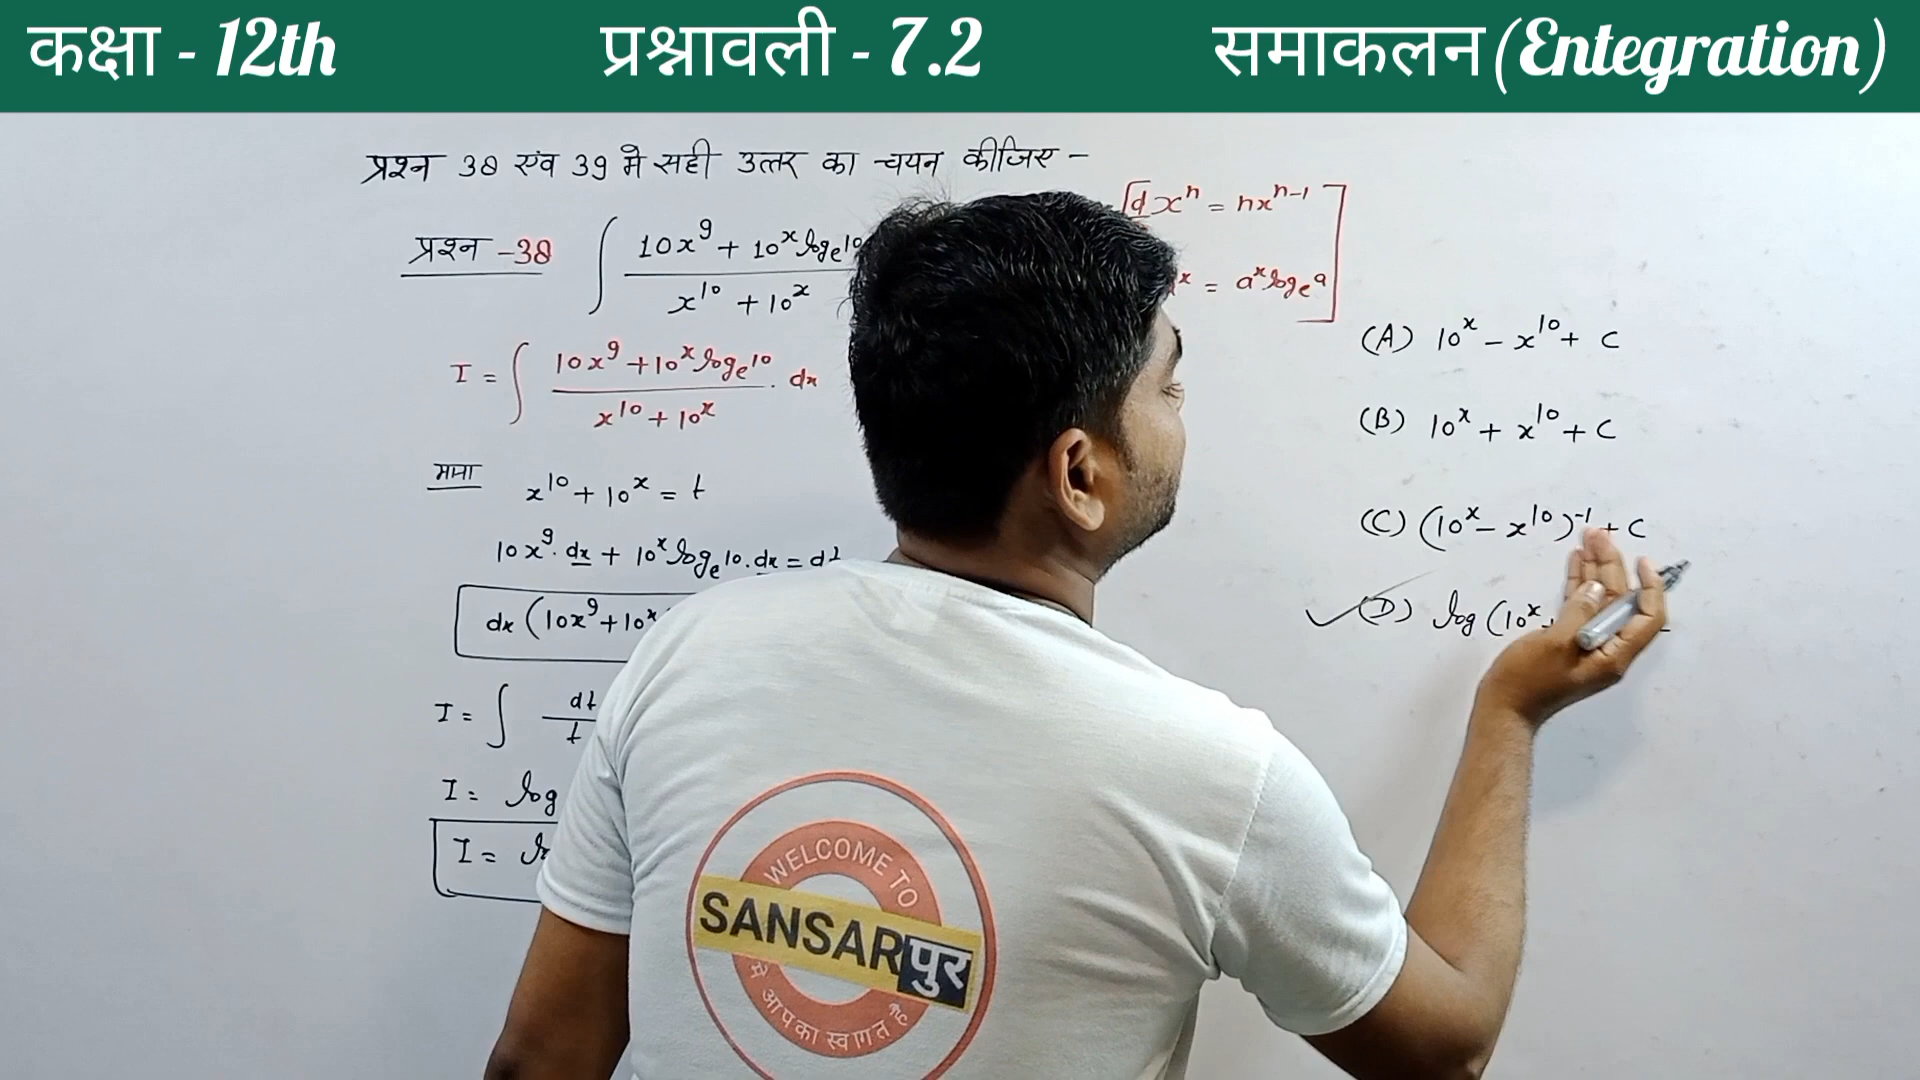 कक्षा - 12th प्रश्नावली - 7.2 समाकलन (Entegration)
प्रश्न 38 एंव 39 मे सही उत्तर का चयन कीजिए -
प्रश्न -38 ∫ 10x⁹ + 10ˣ logₑ10 / x¹⁰ + 10ˣ
dxⁿ = nxⁿ⁻¹
ˣ = aˣ logₑa
I = ∫ 10x⁹ + 10ˣ logₑ10 / x¹⁰ + 10ˣ . dx
माना x¹⁰ + 10ˣ = t
10x⁹. dx + 10ˣ logₑ10. dx = dt
dx (10x⁹ + 10ˣ
I = ∫ dt / t
I = log
I =
(A) 10ˣ - x¹⁰ + C
(B) 10ˣ + x¹⁰ + C
(C) (10ˣ - x¹⁰)⁻¹ + C
✓ (D) log (10ˣ
WELCOME TO
SANSARपुर
में आपका स्वागत है